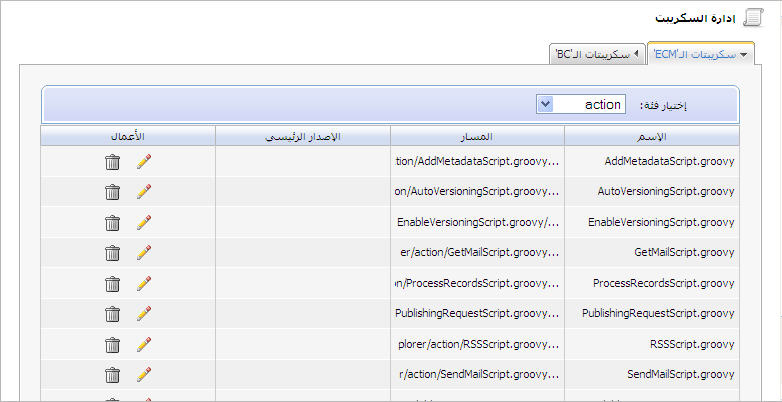 إدارة السكريبت
سكريبتات الـ'ECM' سكريبتات الـ'BC'
إختيار فئة: action
الاسم المسار الإصدار الرئيسي الأعمال
AddMetadataScript.groovy tion/AddMetadataScript.groovy...
AutoVersioningScript.groovy on/AutoVersioningScript.groovy...
EnableVersioningScript.groovy EnableVersioningScript.groovy/...
GetMailScript.groovy er/action/GetMailScript.groovy...
ProcessRecordsScript.groovy on/ProcessRecordsScript.groovy...
PublishingRequestScript.groovy PublishingRequestScript.groovy...
RSSScript.groovy plorer/action/RSSScript.groovy...
SendMailScript.groovy r/action/SendMailScript.groovy...